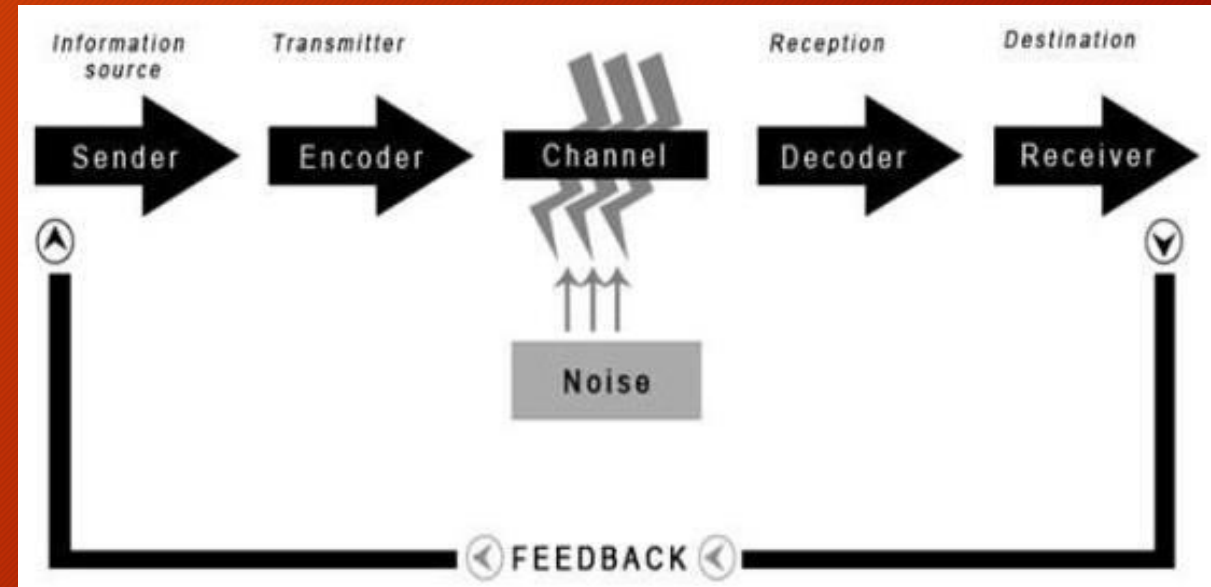 Information
source
Transmitter
Reception
Destination
Sender
Encoder
Channel
Decoder
Receiver
Noise
FEEDBACK